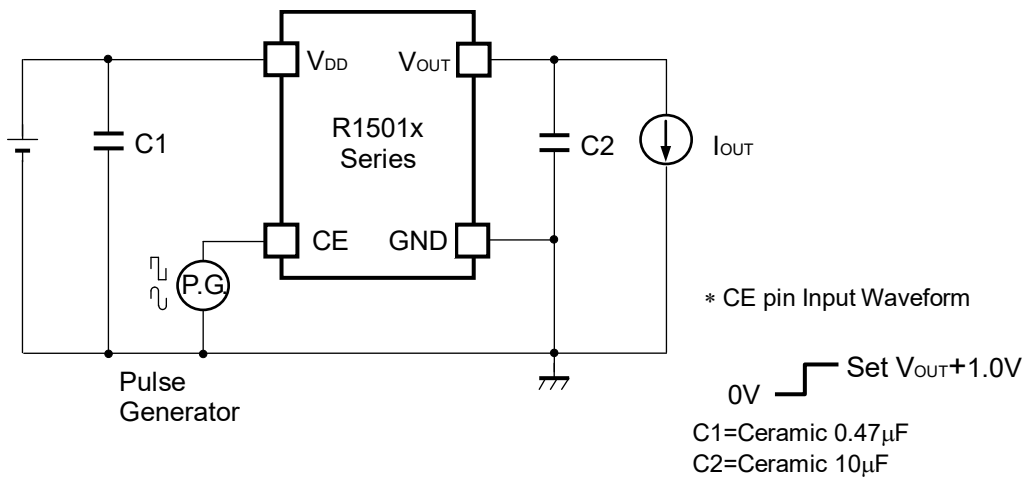 VDD
VOUT
R1501x
Series
C1
C2
IOUT
CE
GND
P.G.
Pulse
Generator
* CE pin Input Waveform
0V
Set VOUT+1.0V
C1=Ceramic 0.47μF
C2=Ceramic 10μF